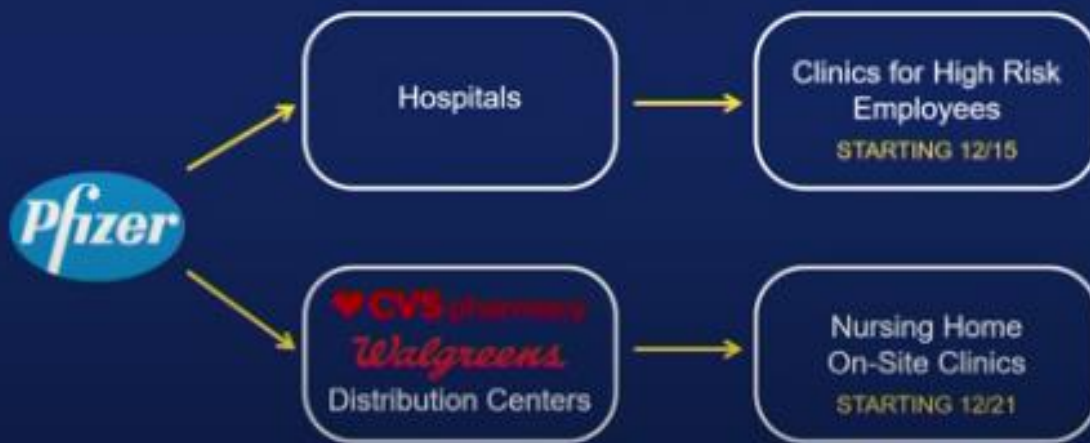 Pfizer
Hospitals
Clinics for High Risk
Employees
STARTING 12/15
CVS pharmacy
Walgreens
Distribution Centers
Nursing Home
On-Site Clinics
STARTING 12/21